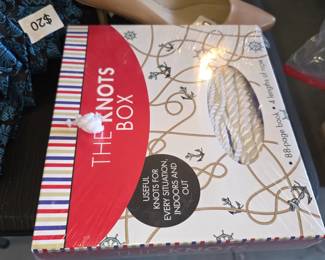 $20
THE KNOTS
BOX
USEFUL
KNOTS FOR
EVERY SITUATION,
INDOORS AND
OUT
88-page book • 4 lengths of rope